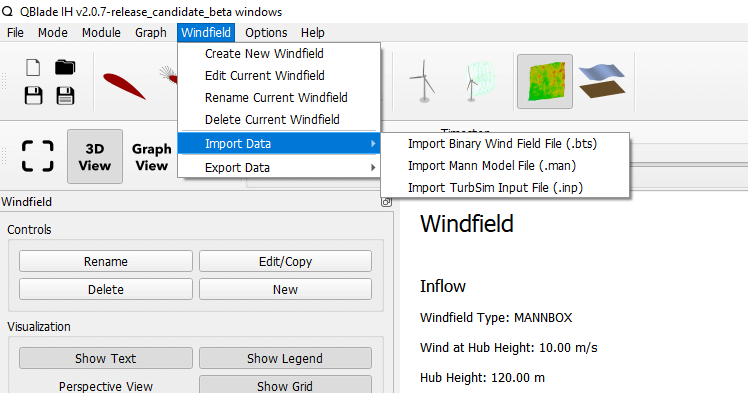 QBlade IH v2.0.7-release_candidate_beta windows
File Mode Module Graph Windfield Options Help
Create New Windfield
Edit Current Windfield
Rename Current Windfield
Delete Current Windfield
Import Data
Export Data
Import Binary Wind Field File (.bts)
Import Mann Model File (.man)
Import TurbSim Input File (.inp)
3D View
Graph View
Windfield
Controls
Rename Edit/Copy
Delete New
Visualization
Show Text Show Legend
Perspective View Show Grid
Windfield
Inflow
Windfield Type: MANNBOX
Wind at Hub Height: 10.00 m/s
Hub Height: 120.00 m